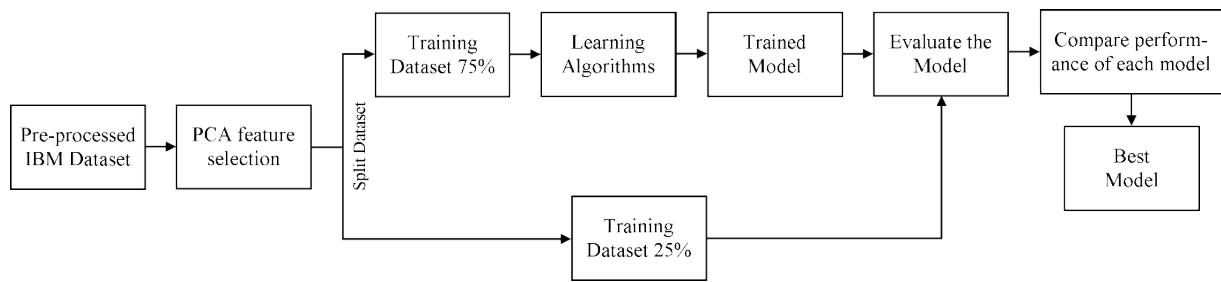 Pre-processed
IBM Dataset
PCA feature
selection
Split Dataset
Training
Dataset 75%
Learning
Algorithms
Trained
Model
Evaluate the
Model
Compare perform-
ance of each model
Best
Model
Training
Dataset 25%